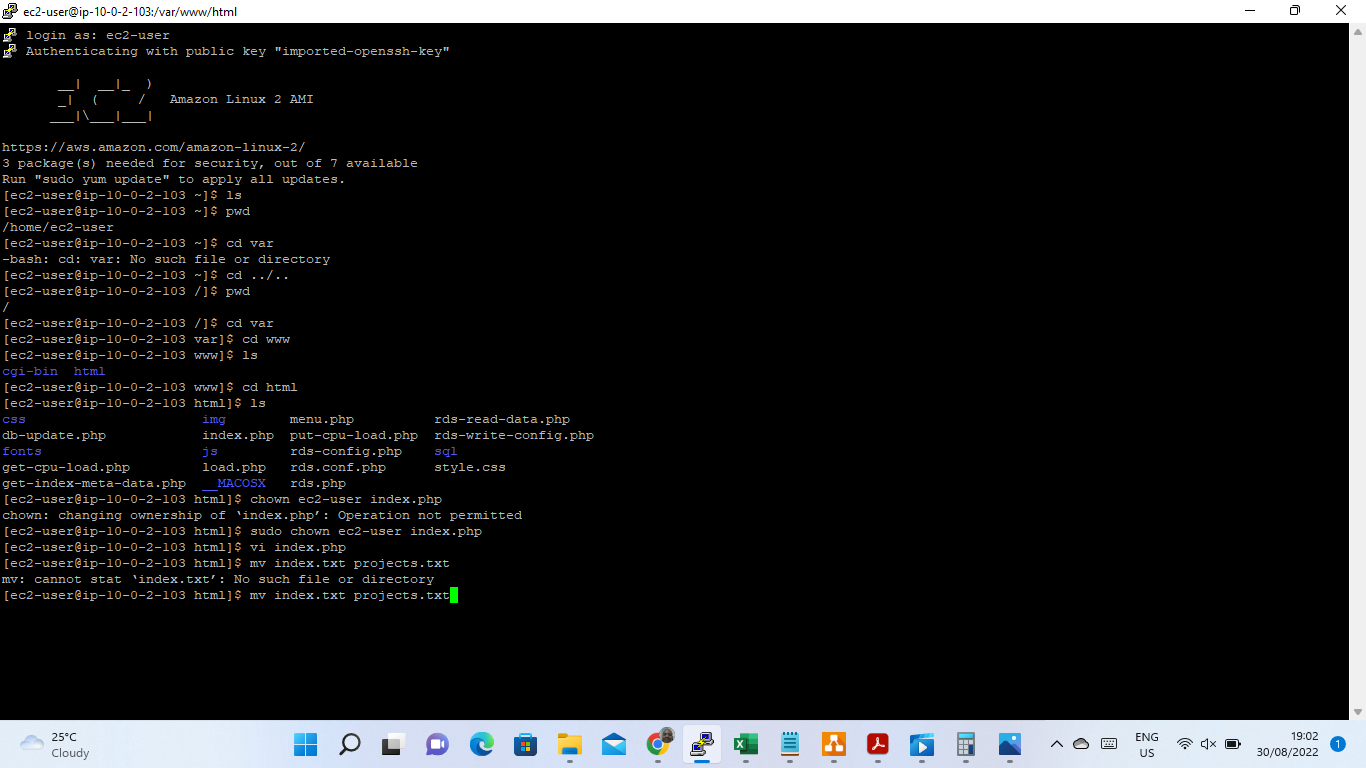 ec2-user@ip-10-0-2-103:/var/www/html
login as: ec2-user
Authenticating with public key "imported-openssh-key"
       __|  __|_  )
       _|  (     /   Amazon Linux 2 AMI
      ___|\___|___|
https://aws.amazon.com/amazon-linux-2/
3 package(s) needed for security, out of 7 available
Run "sudo yum update" to apply all updates.
[ec2-user@ip-10-0-2-103 ~]$ ls
[ec2-user@ip-10-0-2-103 ~]$ pwd
/home/ec2-user
[ec2-user@ip-10-0-2-103 ~]$ cd var
-bash: cd: var: No such file or directory
[ec2-user@ip-10-0-2-103 ~]$ cd ../..
[ec2-user@ip-10-0-2-103 /]$ pwd
/
[ec2-user@ip-10-0-2-103 /]$ cd var
[ec2-user@ip-10-0-2-103 var]$ cd www
[ec2-user@ip-10-0-2-103 www]$ ls
cgi-bin  html
[ec2-user@ip-10-0-2-103 www]$ cd html
[ec2-user@ip-10-0-2-103 html]$ ls
css                      img        menu.php          rds-read-data.php
db-update.php            index.php  put-cpu-load.php  rds-write-config.php
fonts                    js         rds-config.php    sql
get-cpu-load.php         load.php   rds.conf.php      style.css
get-index-meta-data.php  __MACOSX   rds.php
[ec2-user@ip-10-0-2-103 html]$ chown ec2-user index.php
chown: changing ownership of ‘index.php’: Operation not permitted
[ec2-user@ip-10-0-2-103 html]$ sudo chown ec2-user index.php
[ec2-user@ip-10-0-2-103 html]$ vi index.php
[ec2-user@ip-10-0-2-103 html]$ mv index.txt projects.txt
mv: cannot stat ‘index.txt’: No such file or directory
[ec2-user@ip-10-0-2-103 html]$ mv index.txt projects.txt
25°C
Cloudy
ENG
US
19:02
30/08/2022
1